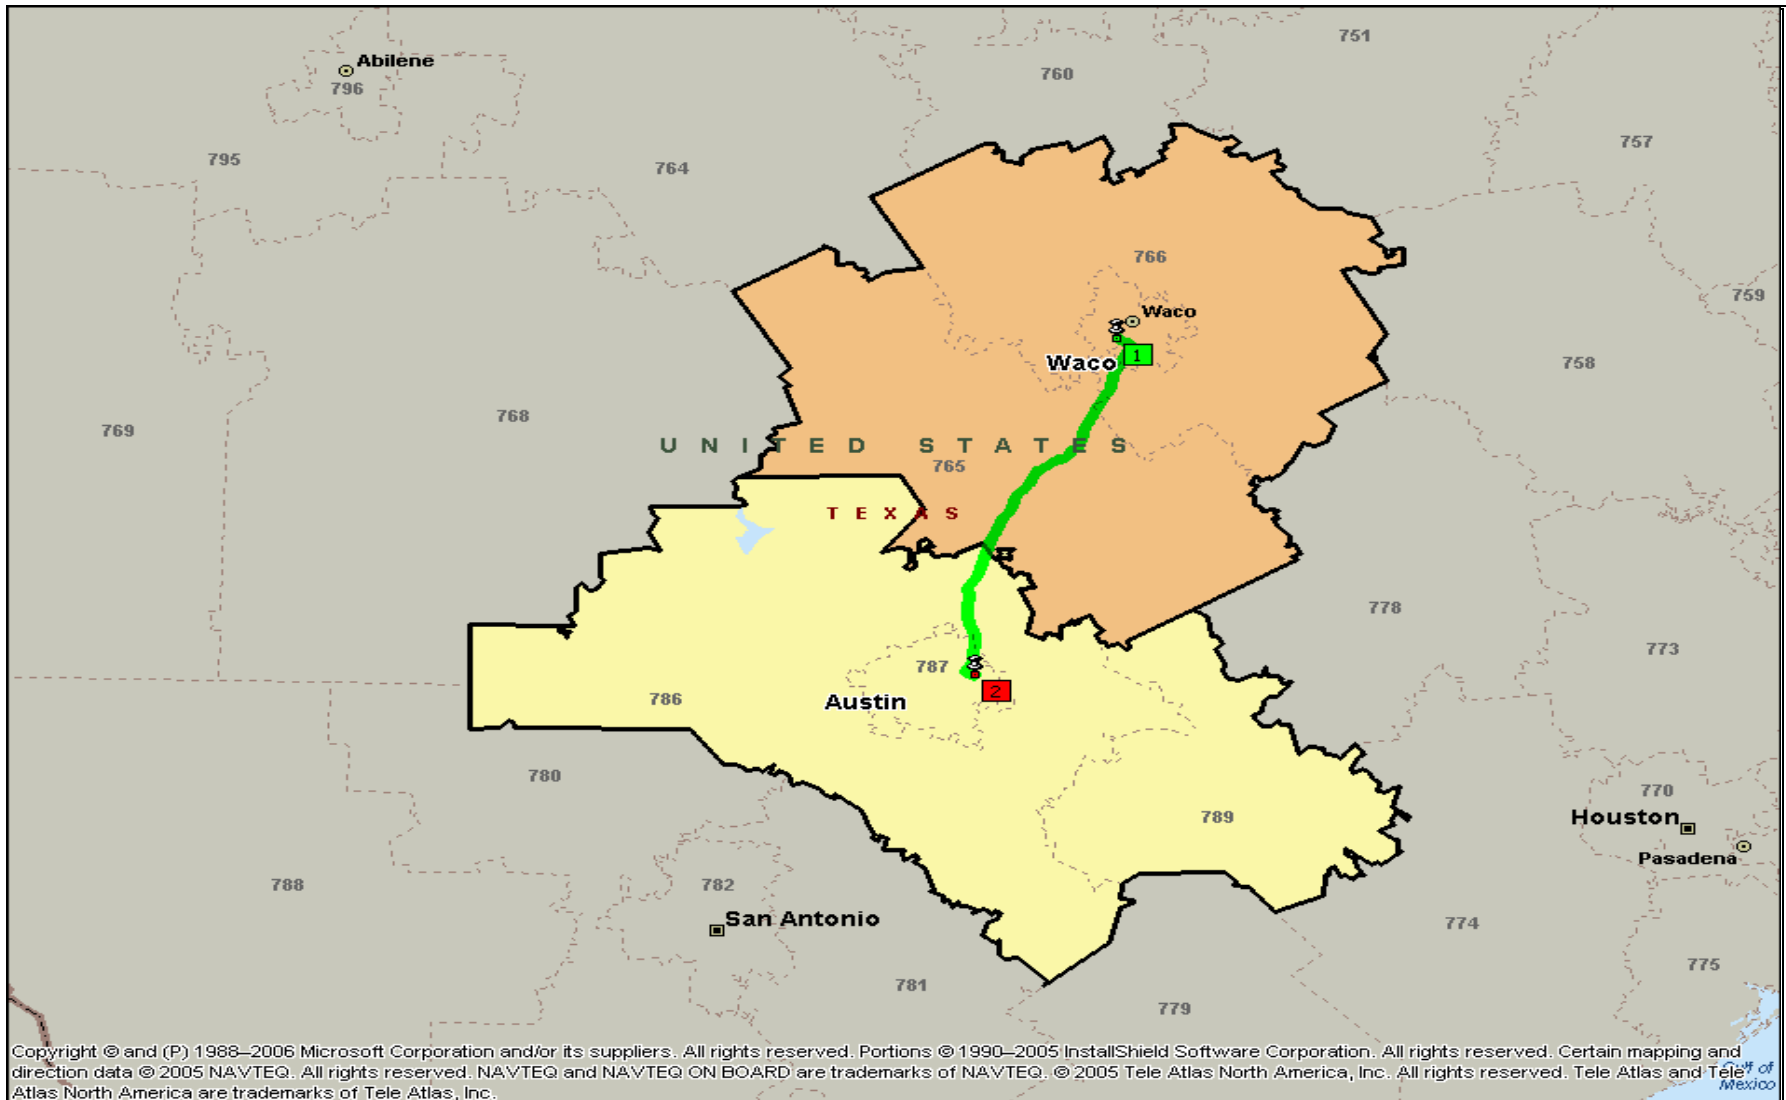 751
Abilene
760
796
757
795
764
766
759
Waco
1
Waco
758
768
769
UNITED STATES
765
TEXAS
778
773
787
2
786
Austin
780
770
789
Houston
Pasadena
788
782
San Antonio
774
775
781
779
Copyright © and (P) 1988–2006 Microsoft Corporation and/or its suppliers. All rights reserved. Portions © 1990–2005 InstallShield Software Corporation. All rights reserved. Certain mapping and
direction data © 2005 NAVTEQ. All rights reserved. NAVTEQ and NAVTEQ ON BOARD are trademarks of NAVTEQ. © 2005 Tele Atlas North America, Inc. All rights reserved. Tele Atlas and Tele
Atlas North America are trademarks of Tele Atlas, Inc.
Gulf of
Mexico